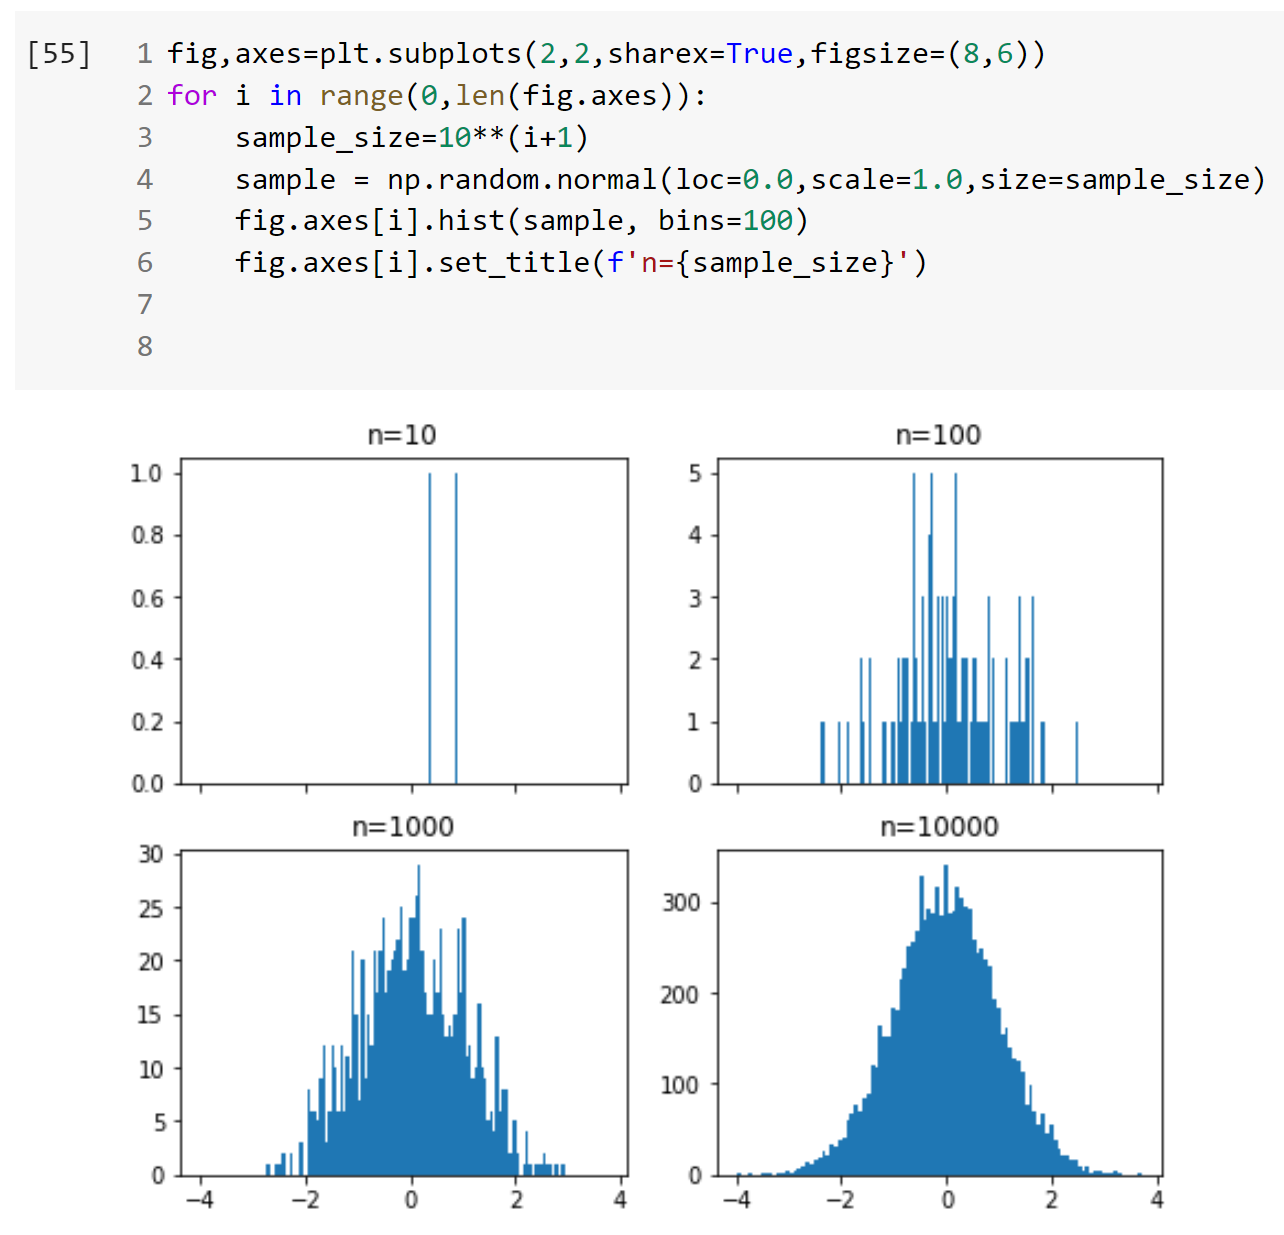 [55] 1 fig,axes=plt.subplots(2,2,sharex=True,figsize=(8,6))
2 for i in range(0,len(fig.axes)):
3     sample_size=10**(i+1)
4     sample = np.random.normal(loc=0.0,scale=1.0,size=sample_size)
5     fig.axes[i].hist(sample, bins=100)
6     fig.axes[i].set_title(f'n={sample_size}')
7
8
n=10
1.0
0.8
0.6
0.4
0.2
0.0
n=100
5
4
3
2
1
0
n=1000
30
25
20
15
10
5
0
−4 −2 0 2 4
n=10000
300
200
100
0
−4 −2 0 2 4